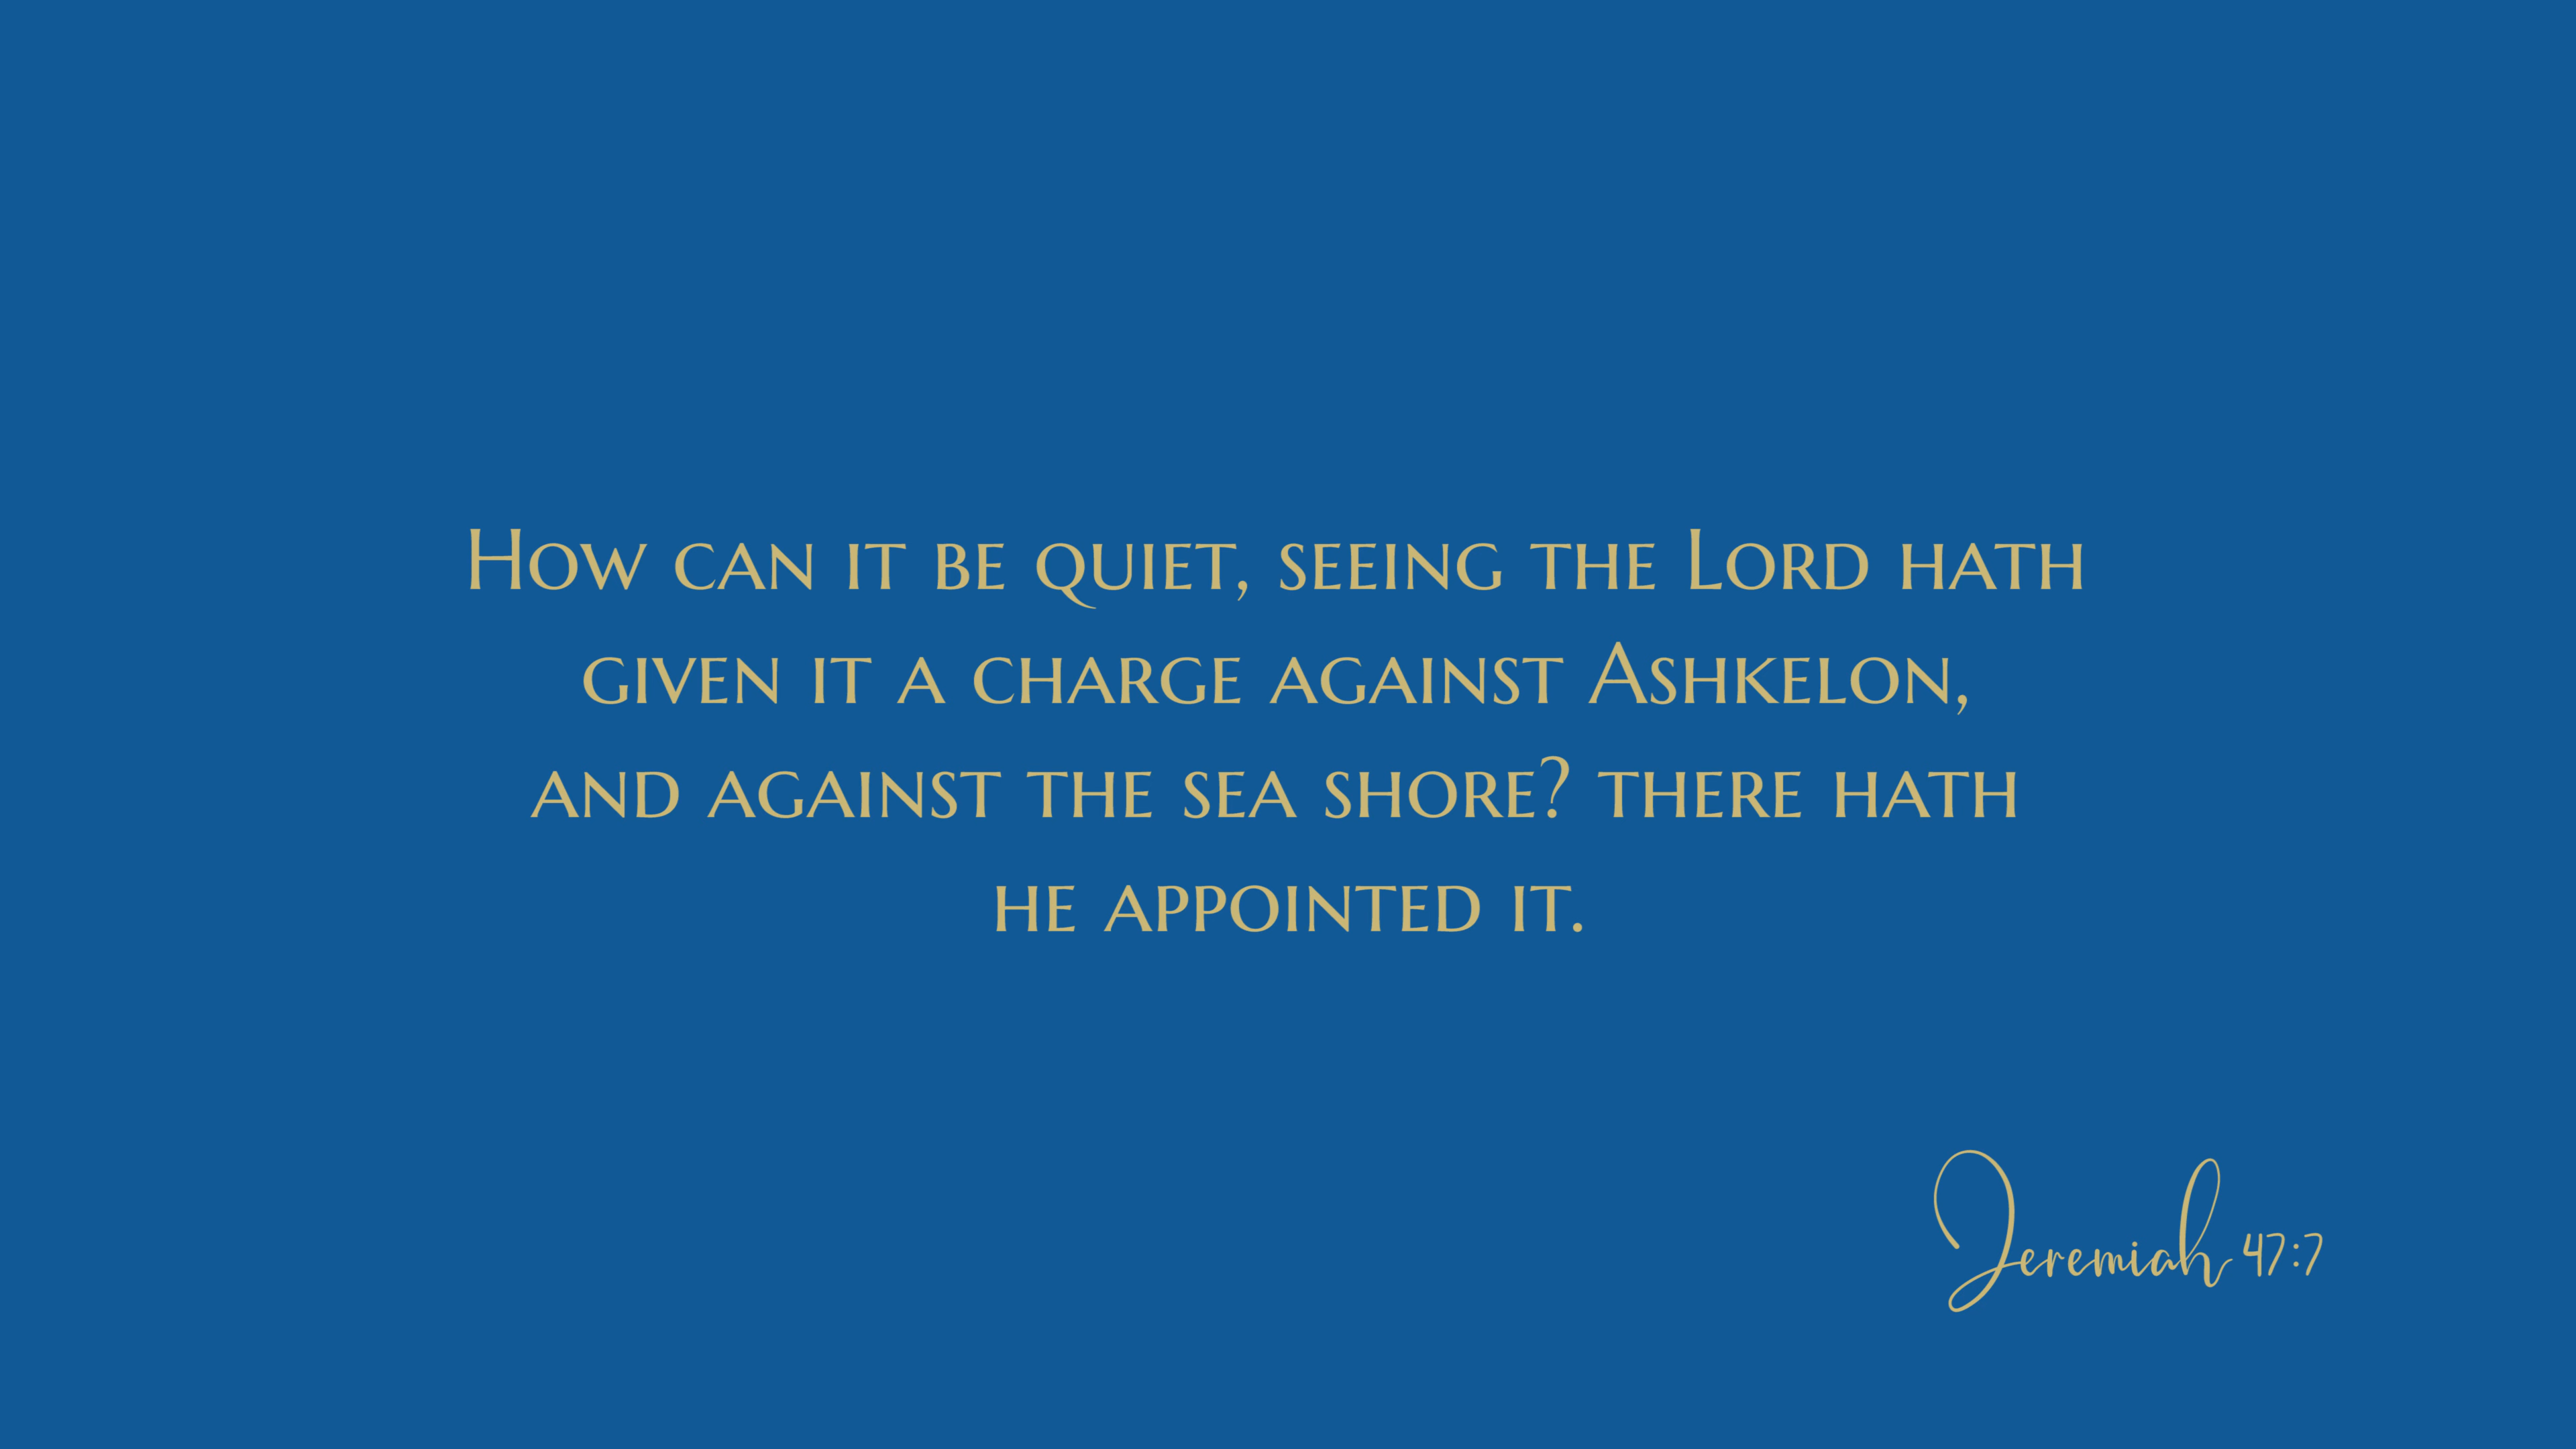 How can it be quiet, seeing the Lord hath
given it a charge against Ashkelon,
and against the sea shore? there hath
he appointed it.
Jeremiah 47:7